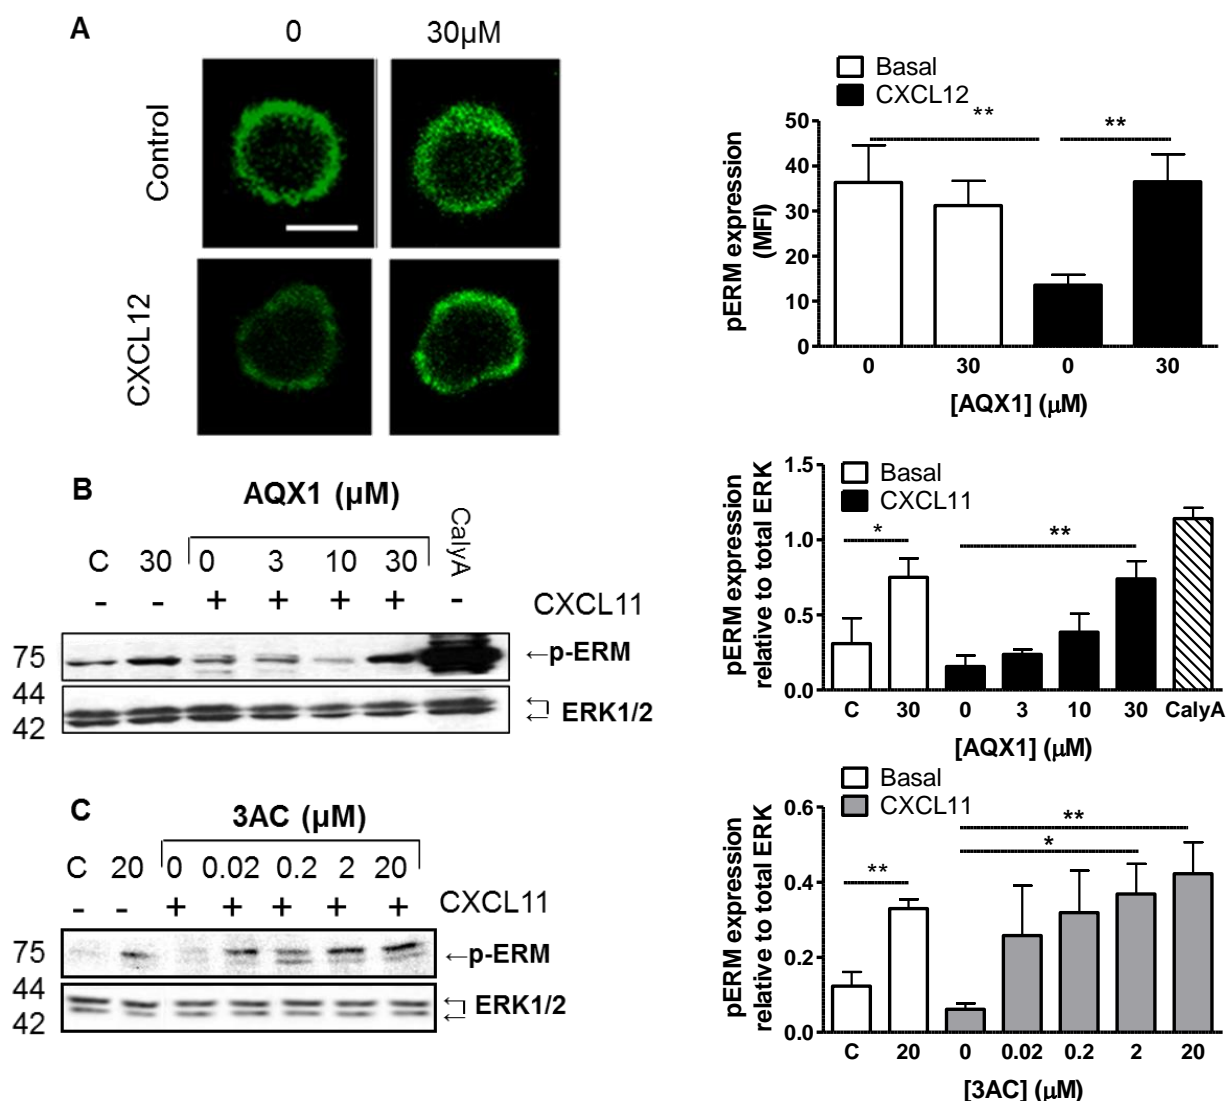 A
0 30µM
Control
CXCL12
Basal
CXCL12
** **
pERM expression
(MFI)
50
40
30
20
10
0
0 30 0 30
[AQX1] (µM)
B
AQX1 (µM)
CalyA
C 30 0 3 10 30
- - + + + + -
CXCL11
75
←p-ERM
44
42
ERK1/2
Basal
CXCL11
* **
pERM expression
relative to total ERK
1.5
1.0
0.5
0.0
C 30 0 3 10 30 CalyA
[AQX1] (µM)
C
3AC (µM)
C 20 0 0.02 0.2 2 20
- - + + + + +
CXCL11
75
←p-ERM
44
42
ERK1/2
Basal
CXCL11
**
*
**
pERM expression
relative to total ERK
0.6
0.4
0.2
0.0
C 20 0 0.02 0.2 2 20
[3AC] (µM)